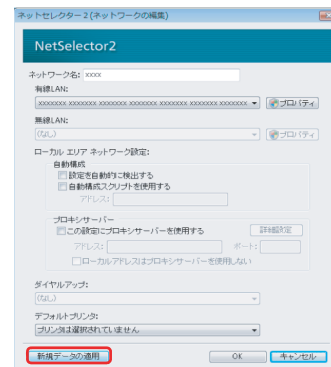 ネットセレクター2(ネットワークの編集)
NetSelector2
ネットワーク名: xxxx
有線LAN:
xxxxxxx xxxxxxx xxxxxxx xxxxxxx xxxxxxx xxxxxxx xxxxxxx プロパティ
無線LAN:
(なし) プロパティ
ローカル エリア ネットワーク設定:
自動構成
設定を自動的に検出する
自動構成スクリプトを使用する
アドレス:
プロキシサーバー
この設定にプロキシサーバーを使用する 詳細設定
アドレス: ポート:
ローカルアドレスはプロキシサーバーを使用しない
ダイヤルアップ:
(なし)
デフォルトプリンタ:
プリンタは選択されていません
新規データの適用 OK キャンセル